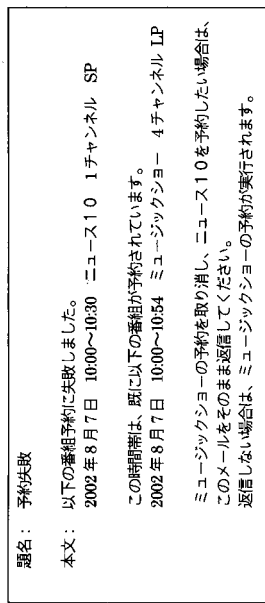 題名： 予約失敗
本文： 以下の番組予約に失敗しました。
2002年8月7日 10:00〜10:30 ニュース10 1チャンネル SP
この時間帯は、既に以下の番組が予約されています。
2002年8月7日 10:00〜10:54 ミュージックショー 4チャンネル LP
ミュージックショーの予約を取り消し、ニュース10を予約したい場合は、
このメールをそのまま返信してください。
返信しない場合は、ミュージックショーの予約が実行されます。